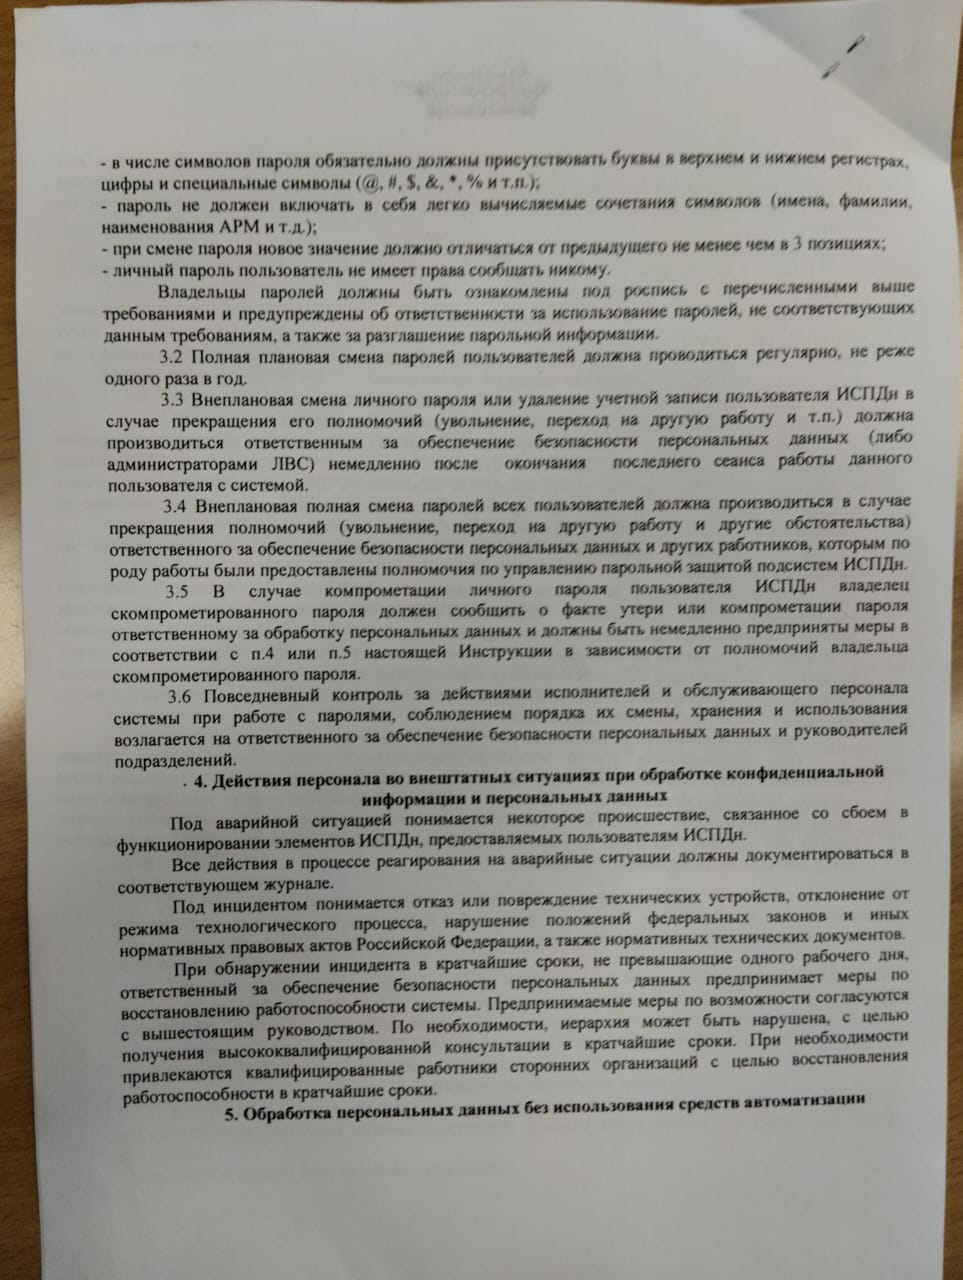 - в числе символов пароля обязательно должны присутствовать буквы в верхнем и нижнем регистрах,
цифры и специальные символы (@, #, $, &, *, % и т.п.);
- пароль не должен включать в себя легко вычисляемые сочетания символов (имена, фамилии,
наименования АРМ и т.д.);
- при смене пароля новое значение должно отличаться от предыдущего не менее чем в 3 позициях;
- личный пароль пользователь не имеет права сообщать никому.
Владельцы паролей должны быть ознакомлены под роспись с перечисленными выше
требованиями и предупреждены об ответственности за использование паролей, не соответствующих
данным требованиям, а также за разглашение парольной информации.
3.2 Полная плановая смена паролей пользователей должна проводиться регулярно, не реже
одного раза в год.
3.3 Внеплановая смена личного пароля или удаление учетной записи пользователя ИСПДн в
случае прекращения его полномочий (увольнение, переход на другую работу и т.п.) должна
производиться ответственным за обеспечение безопасности персональных данных (либо
администраторами ЛВС) немедленно после окончания последнего сеанса работы данного
пользователя с системой.
3.4 Внеплановая полная смена паролей всех пользователей должна производиться в случае
прекращения полномочий (увольнение, переход на другую работу и другие обстоятельства)
ответственного за обеспечение безопасности персональных данных и других работников, которым по
роду работы были предоставлены полномочия по управлению парольной защитой подсистем ИСПДн.
3.5 В случае компрометации личного пароля пользователя ИСПДн владелец
скомпрометированного пароля должен сообщить о факте утери или компрометации пароля
ответственному за обработку персональных данных и должны быть немедленно предприняты меры в
соответствии с п.4 или п.5 настоящей Инструкции в зависимости от полномочий владельца
скомпрометированного пароля.
3.6 Повседневный контроль за действиями исполнителей и обслуживающего персонала
системы при работе с паролями, соблюдением порядка их смены, хранения и использования
возлагается на ответственного за обеспечение безопасности персональных данных и руководителей
подразделений.
4. Действия персонала во внештатных ситуациях при обработке конфиденциальной
информации и персональных данных
Под аварийной ситуацией понимается некоторое происшествие, связанное со сбоем в
функционировании элементов ИСПДн, предоставляемых пользователям ИСПДн.
Все действия в процессе реагирования на аварийные ситуации должны документироваться в
соответствующем журнале.
Под инцидентом понимается отказ или повреждение технических устройств, отклонение от
режима технологического процесса, нарушение положений федеральных законов и иных
нормативных правовых актов Российской Федерации, а также нормативных технических документов.
При обнаружении инцидента в кратчайшие сроки, не превышающие одного рабочего дня,
ответственный за обеспечение безопасности персональных данных предпринимает меры по
восстановлению работоспособности системы. Предпринимаемые меры по возможности согласуются
с вышестоящим руководством. По необходимости, иерархия может быть нарушена, с целью
получения высококвалифицированной консультации в кратчайшие сроки. При необходимости
привлекаются квалифицированные работники сторонних организаций с целью восстановления
работоспособности в кратчайшие сроки.
5. Обработка персональных данных без использования средств автоматизации